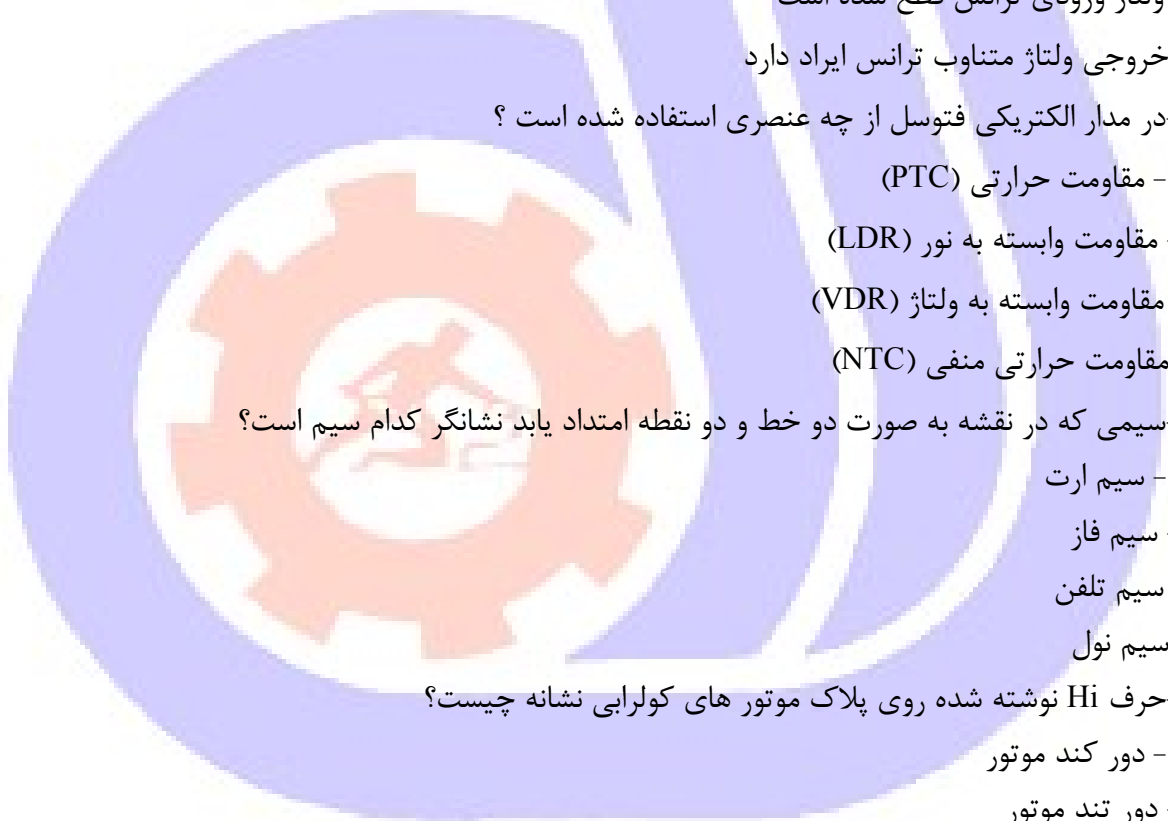 ولتاژ ورودی ترانس قطع شده است
خروجی ولتاژ متناوب ترانس ایراد دارد
در مدار الکتریکی فتوسل از چه عنصری استفاده شده است ؟
- مقاومت حرارتی (PTC)
مقاومت وابسته به نور (LDR)
مقاومت وابسته به ولتاژ (VDR)
مقاومت حرارتی منفی (NTC)
سیمی که در نقشه به صورت دو خط و دو نقطه امتداد یابد نشانگر کدام سیم است؟
- سیم ارت
سیم فاز
سیم تلفن
سیم نول
حرف Hi نوشته شده روی پلاک موتور های کولرابی نشانه چیست؟
- دور کند موتور
دور تند موتور